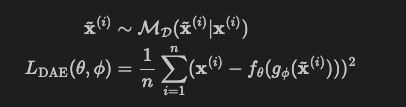 x̃⁽ⁱ⁾ ∼ ℳ_𝒟(x̃⁽ⁱ⁾|x⁽ⁱ⁾)
L_DAE(θ, ϕ) = 1/n ∑_{i=1}^{n} (x⁽ⁱ⁾ − f_θ(g_ϕ(x̃⁽ⁱ⁾)))²